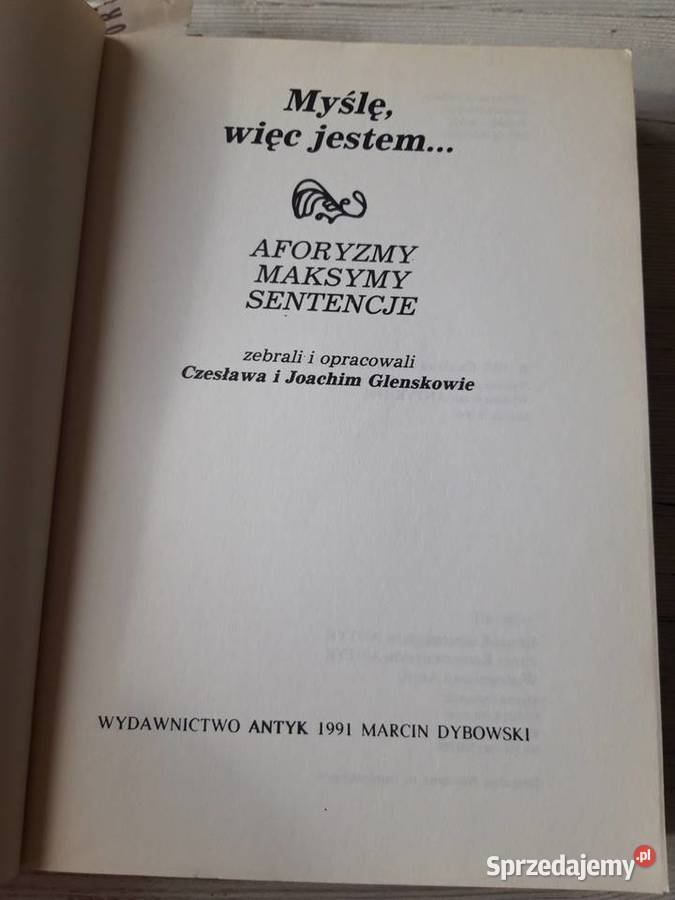 Myślę,
więc jestem...
AFORYZMY
MAKSYMY
SENTENCJE
zebrali i opracowali
Czesława i Joachim Glenskowie
WYDAWNICTWO ANTYK 1991 MARCIN DYBOWSKI
Sprzedajemy.pl